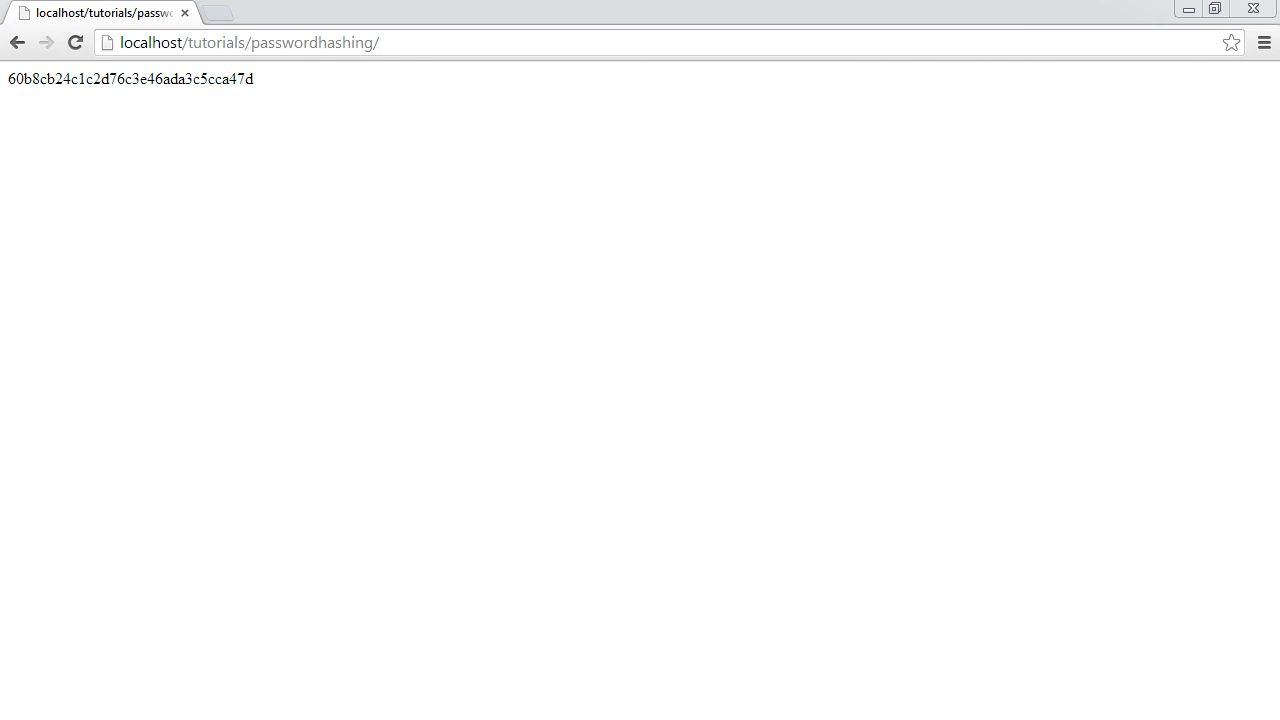 localhost/tutorials/passwo
localhost/tutorials/passwordhashing/
60b8cb24c1c2d76c3e46ada3c5cca47d